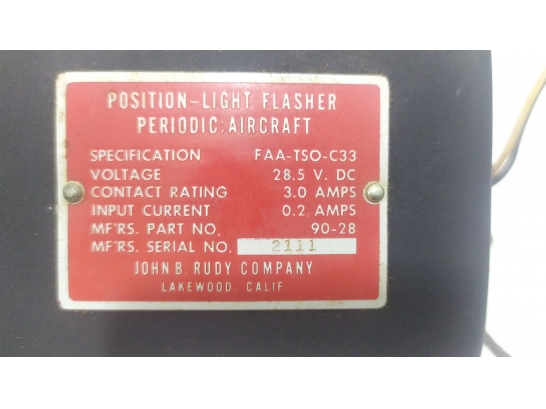 POSITION-LIGHT FLASHER
PERIODIC:AIRCRAFT
SPECIFICATION FAA-TSO-C33
VOLTAGE 28.5 V. DC
CONTACT RATING 3.0 AMPS
INPUT CURRENT 0.2 AMPS
MF'RS. PART NO. 90-28
MF'RS. SERIAL NO. 2111
JOHN B. RUDY COMPANY
LAKEWOOD, CALIF